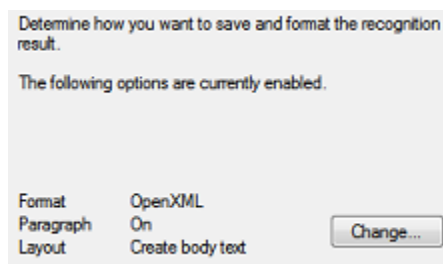 Determine how you want to save and format the recognition
result.
The following options are currently enabled.
Format OpenXML
Paragraph On
Layout Create body text
Change...